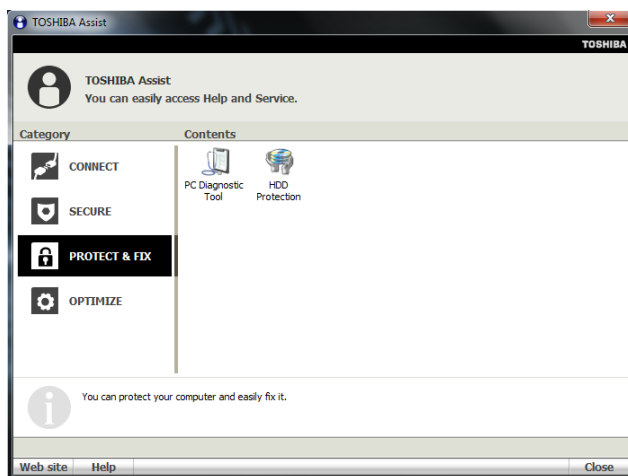 TOSHIBA Assist
TOSHIBA
TOSHIBA Assist
You can easily access Help and Service.
Category
Contents
CONNECT
SECURE
PROTECT & FIX
OPTIMIZE
PC Diagnostic
Tool
HDD
Protection
You can protect your computer and easily fix it.
Web site
Help
Close